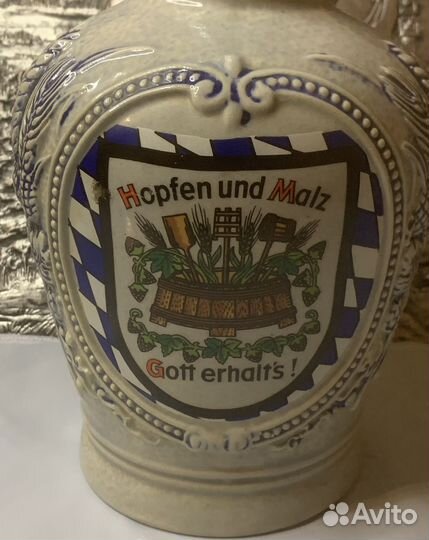 Hopfen und Malz
Gott erhalt's!
Avito